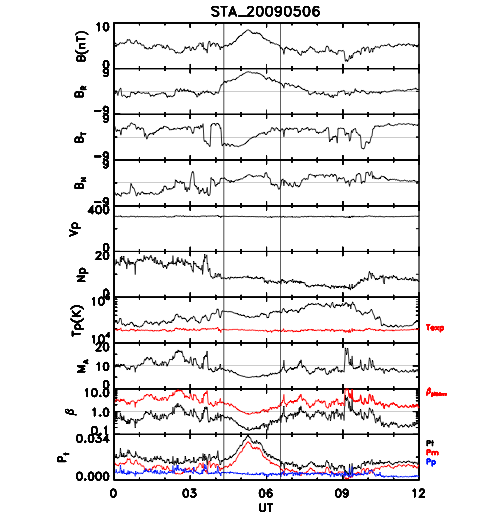 STA_20090506
10
B(nT)
0
9
B_R
-9
9
B_T
-9
9
B_N
-9
400
Vp
0
20
Np
0
Tp(K)
10^4
Texp
20
M_A
10
0
10.0
β
1.0
0.1
0.034
P_t
0.000
Pt
Pm
Pp
0 03 06 09 12
UT